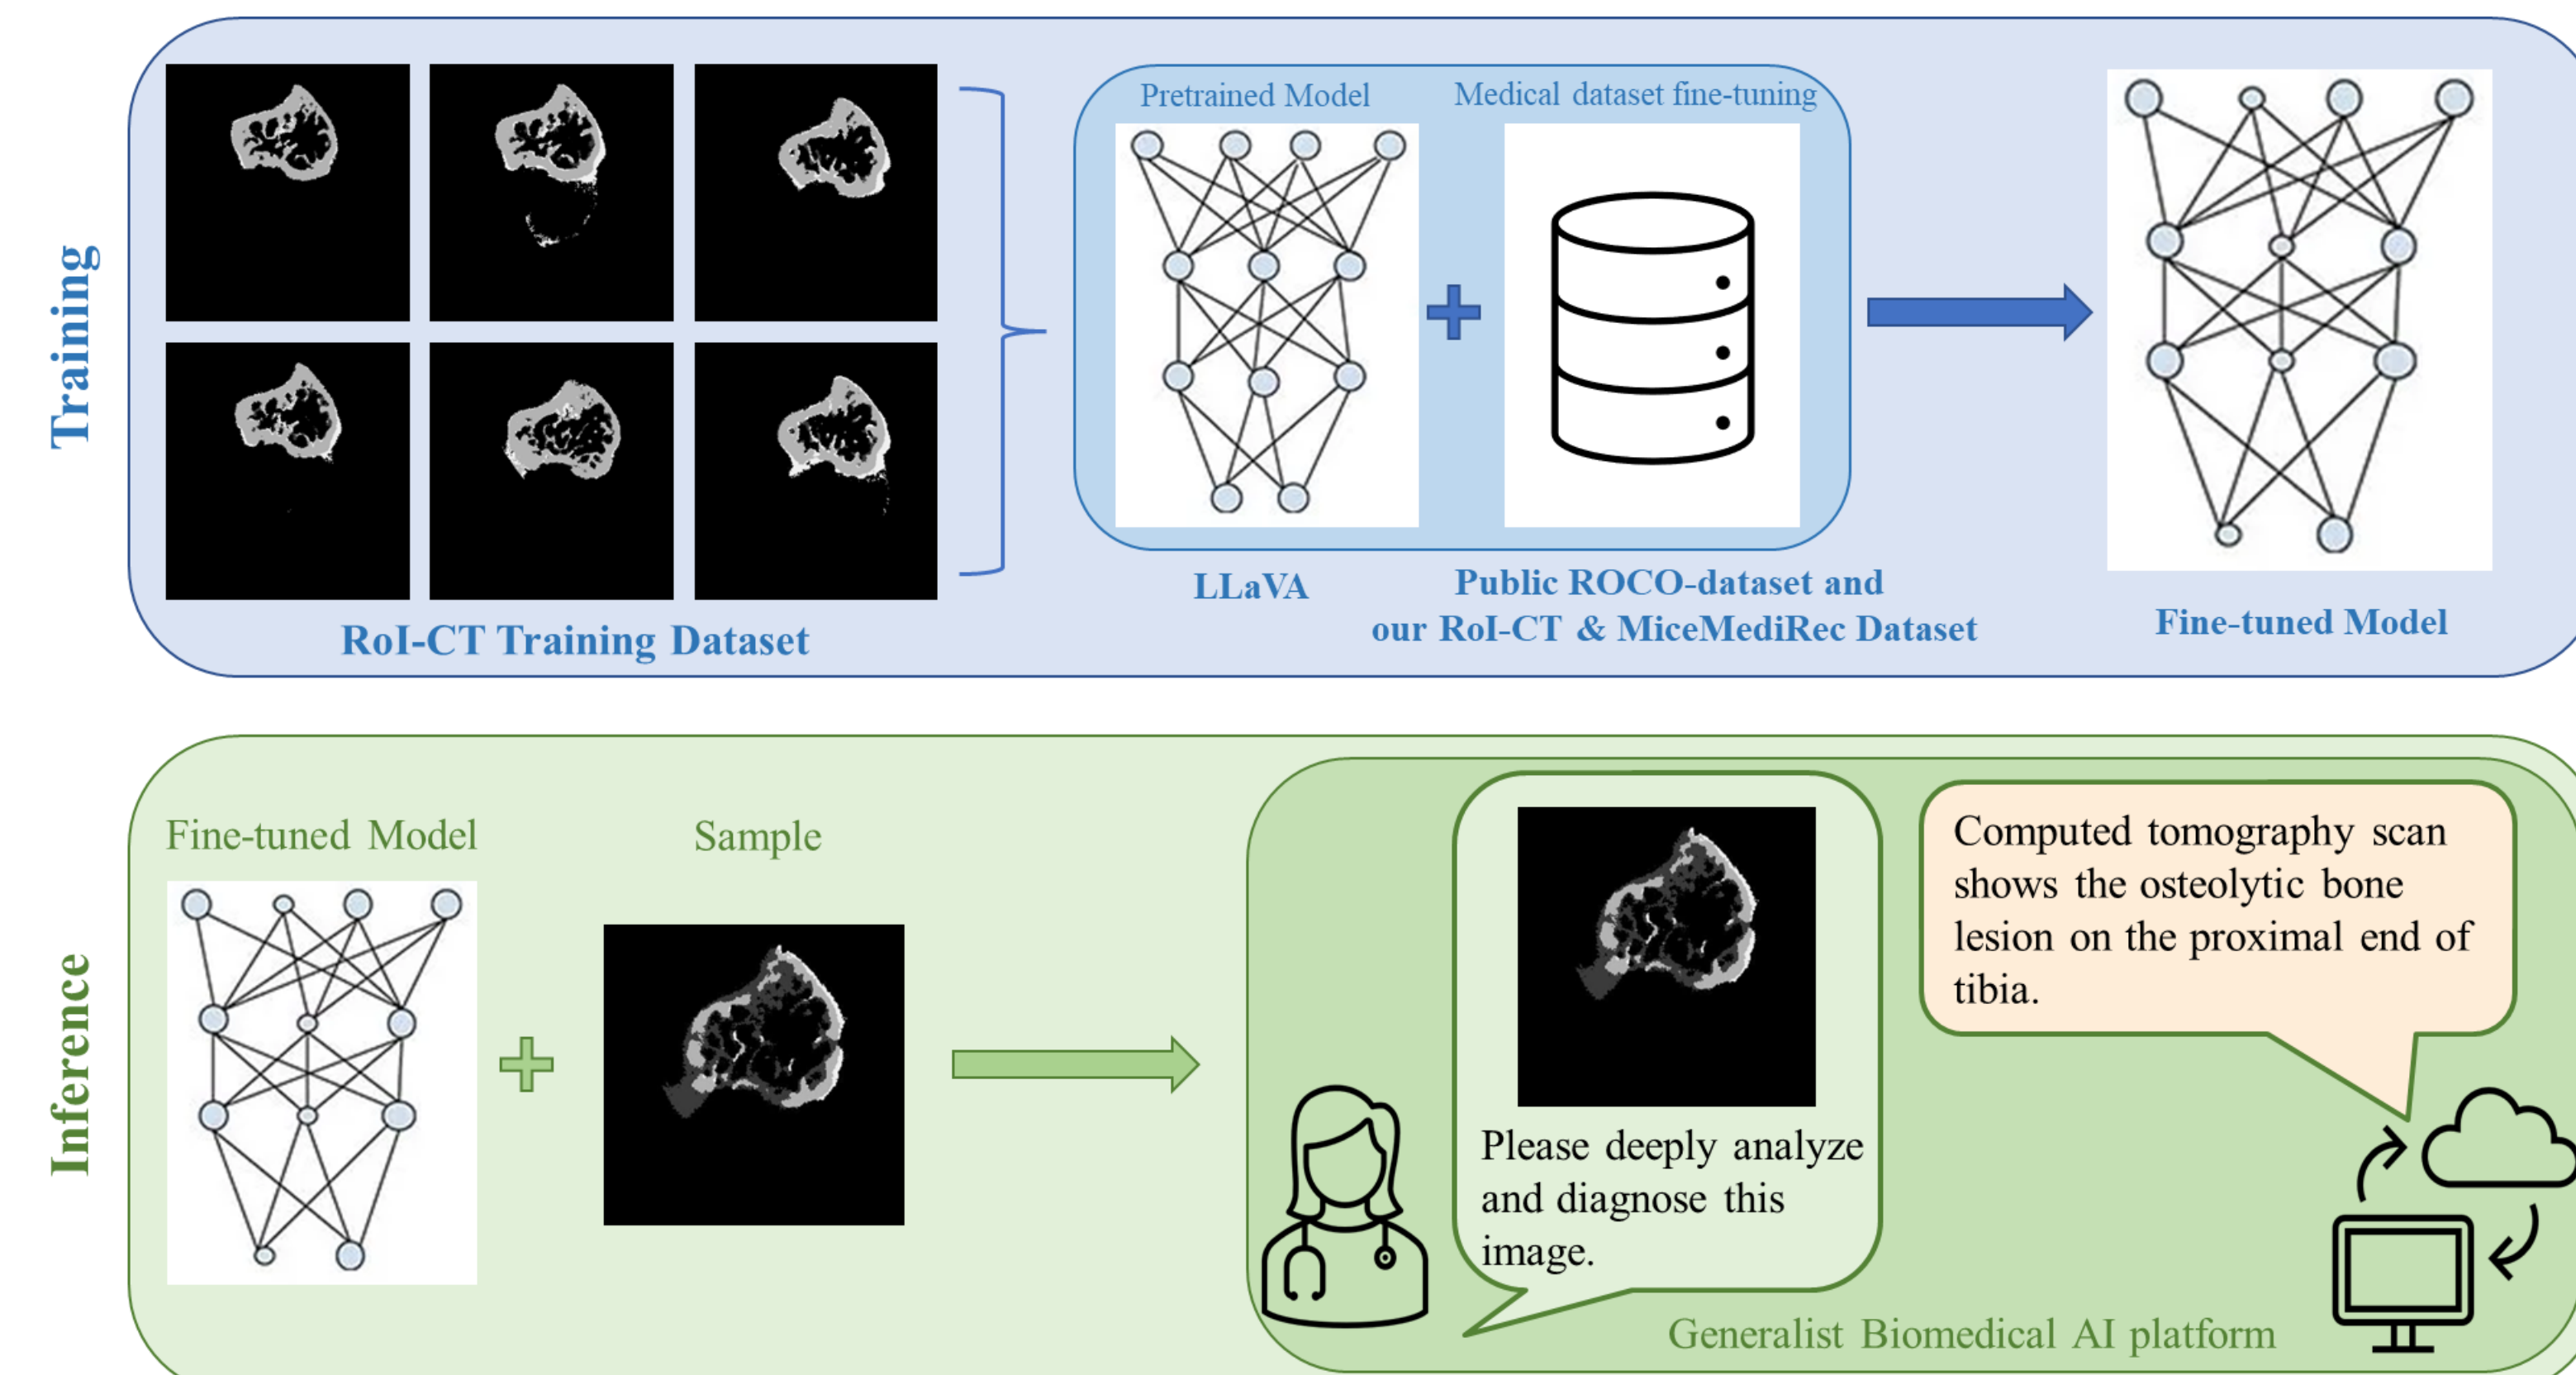 Training
Pretrained Model
Medical dataset fine-tuning
RoI-CT Training Dataset
LLaVA
Public ROCO-dataset and
our RoI-CT & MiceMediRec Dataset
Fine-tuned Model
Inference
Fine-tuned Model
Sample
Please deeply analyze
and diagnose this
image.
Computed tomography scan
shows the osteolytic bone
lesion on the proximal end of
tibia.
Generalist Biomedical AI platform